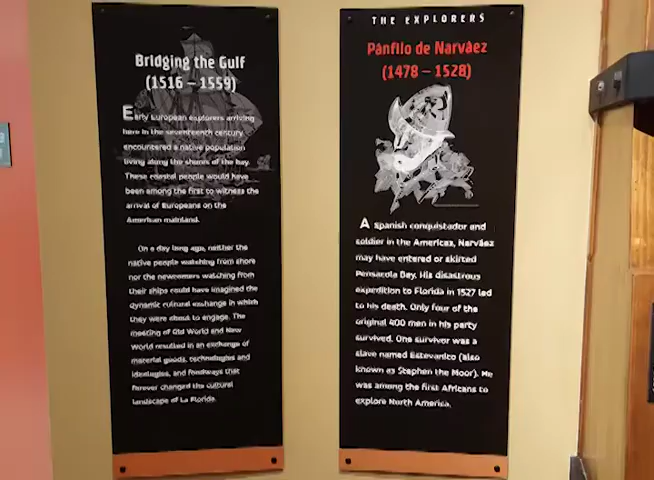 Bridging the Gulf
(1516 – 1559)
Early European explorers arriving
here in the seventeenth century
encountered a native population
living along the shores of the bay.
These coastal people would have
been among the first to witness the
arrival of Europeans on the
American mainland.
On a day long ago, neither the
native people watching from shore
nor the newcomers watching from
their ships could have imagined the
dynamic cultural exchange in which
they were about to engage. The
meeting of Old World and New
World resulted in an exchange of
material goods, technologies and
ideologies, and foodways that
forever changed the cultural
landscape of La Florida.
THE EXPLORERS
Pánfilo de Narváez
(1478 – 1528)
A Spanish conquistador and
soldier in the Americas, Narváez
may have entered or skirted
Pensacola Bay. His disastrous
expedition to Florida in 1527 led
to his death. Only four of the
original 400 men in his party
survived. One survivor was a
slave named Estevanico (also
known as Stephen the Moor). He
was among the first Africans to
explore North America.